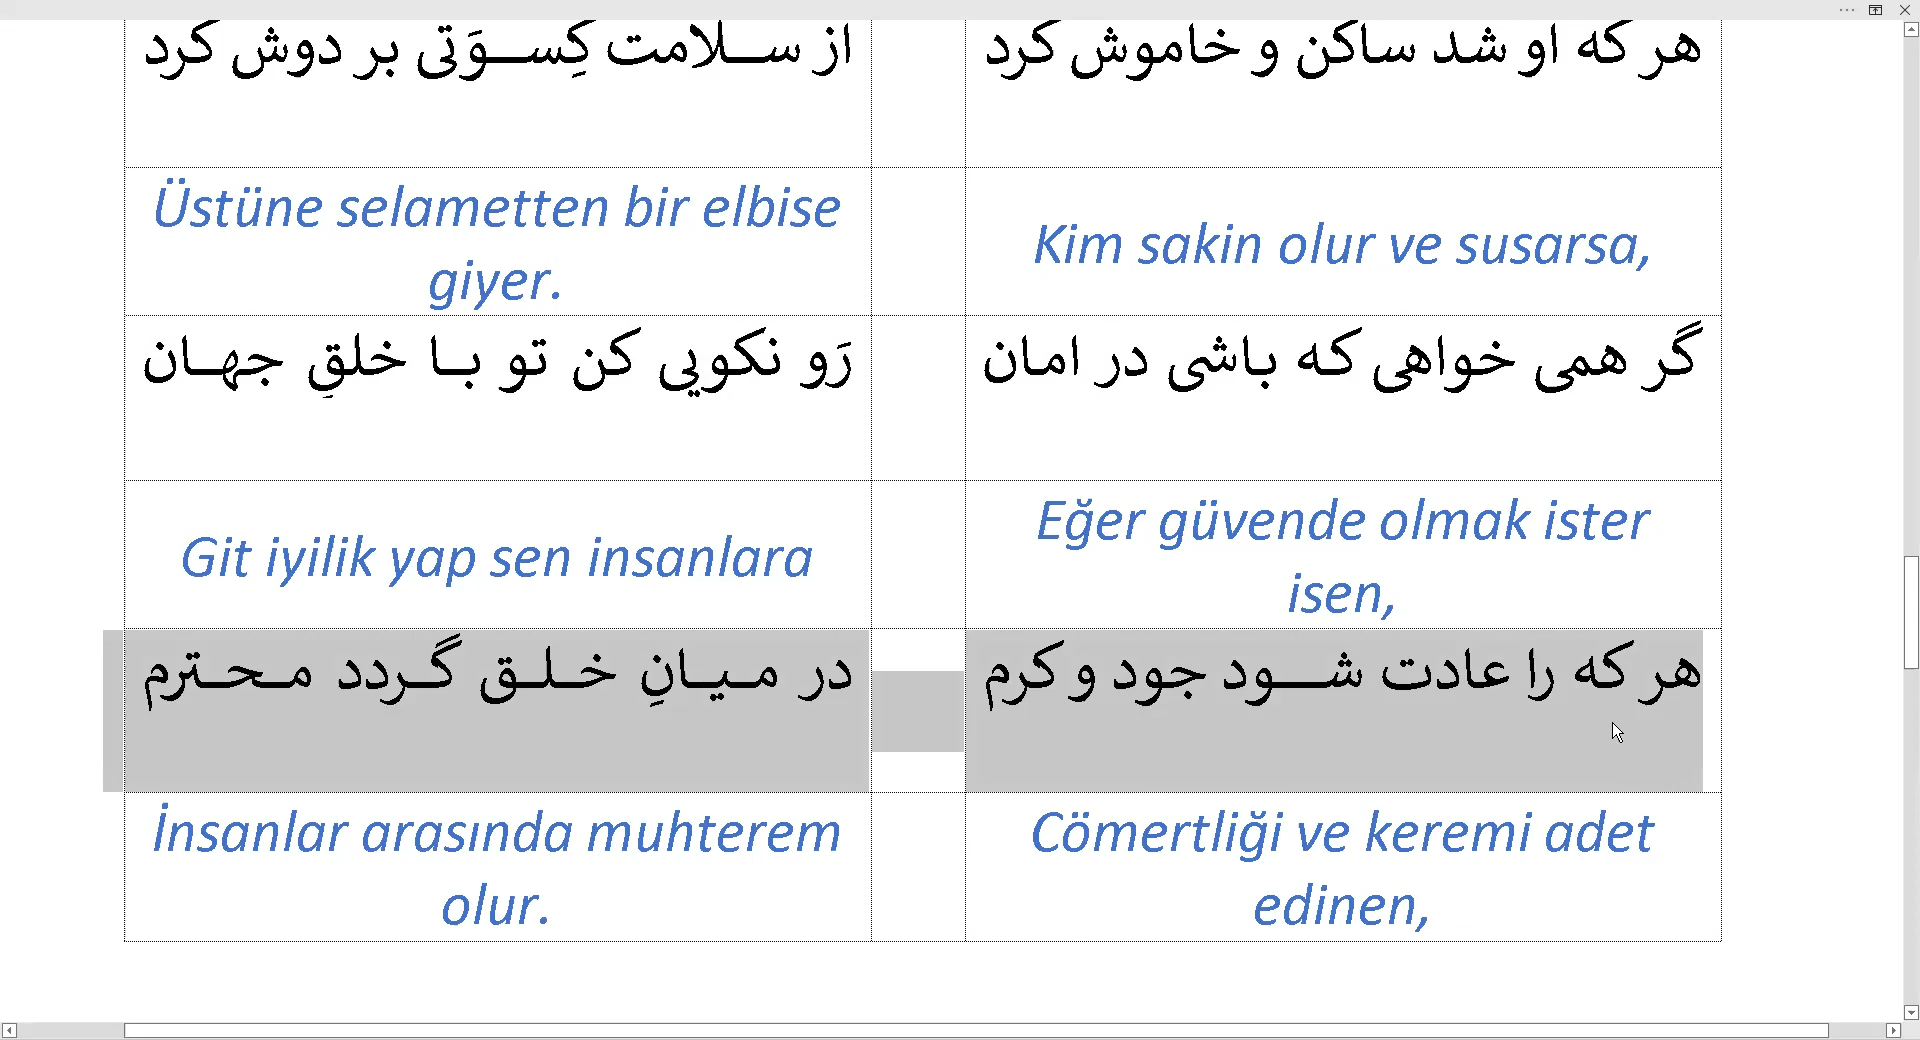 هر که او شد ساکن و خاموش کرد
از سـلامت کِسـوَتی بر دوش کرد
Kim sakin olur ve susarsa,
Üstüne selametten bir elbise
giyer.
گر همی خواهی که باشی در امان
رَو نکویی کن تو بـا خلقِ جهـان
Eğer güvende olmak ister
isen,
Git iyilik yap sen insanlara
هر که را عادت شـود جود و کرم
در میـانِ خـلـق گـردد مـحـترم
Cömertliği ve keremi adet
edinen,
İnsanlar arasında muhterem
olur.